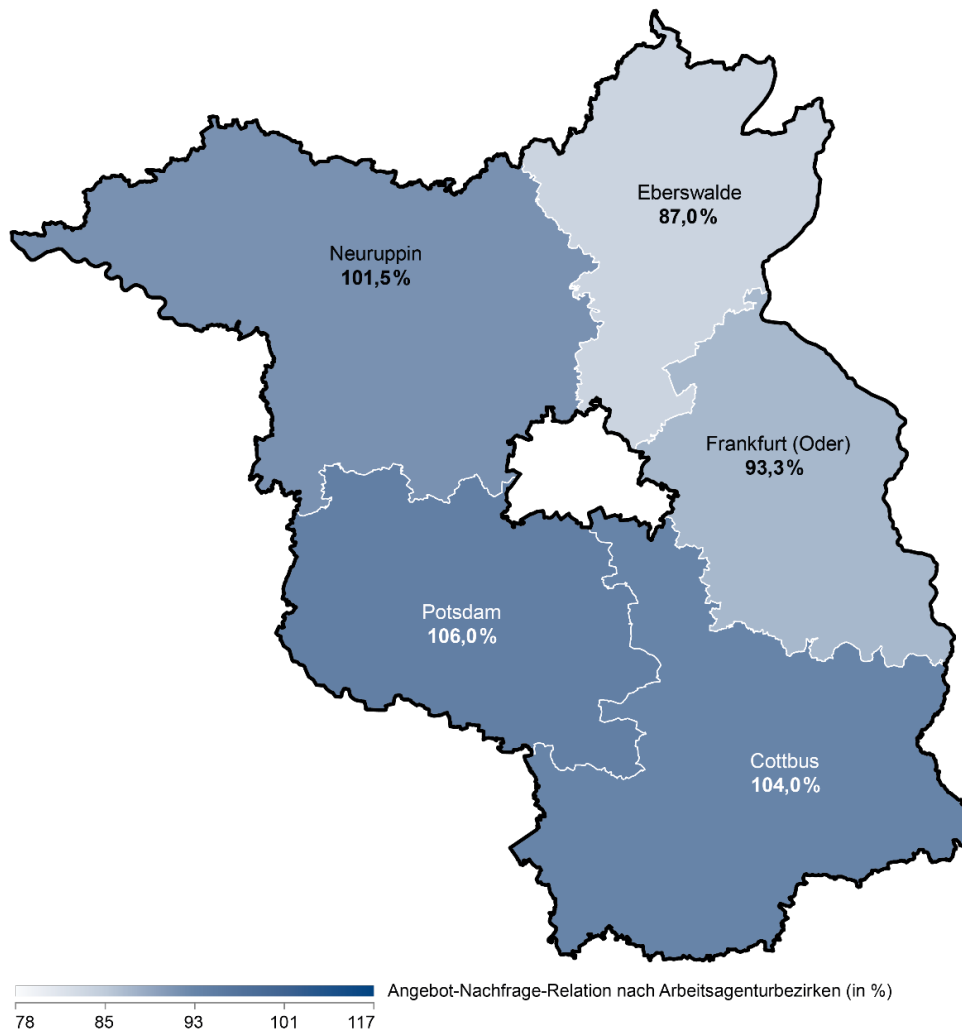 Eberswalde
87,0%
Neuruppin
101,5%
Frankfurt (Oder)
93,3%
Potsdam
106,0%
Cottbus
104,0%
Angebot-Nachfrage-Relation nach Arbeitsagenturbezirken (in %)
78 85 93 101 117